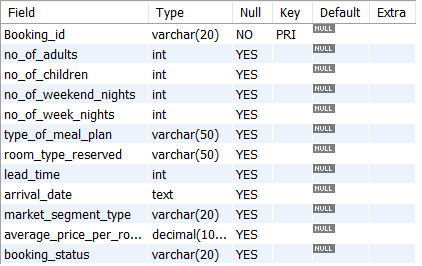 Field Type Null Key Default Extra
Booking_id varchar(20) NO PRI NULL
no_of_adults int YES NULL
no_of_children int YES NULL
no_of_weekend_nights int YES NULL
no_of_week_nights int YES NULL
type_of_meal_plan varchar(50) YES NULL
room_type_reserved varchar(50) YES NULL
lead_time int YES NULL
arrival_date text YES NULL
market_segment_type varchar(20) YES NULL
average_price_per_ro... decimal(10... YES NULL
booking_status varchar(20) YES NULL